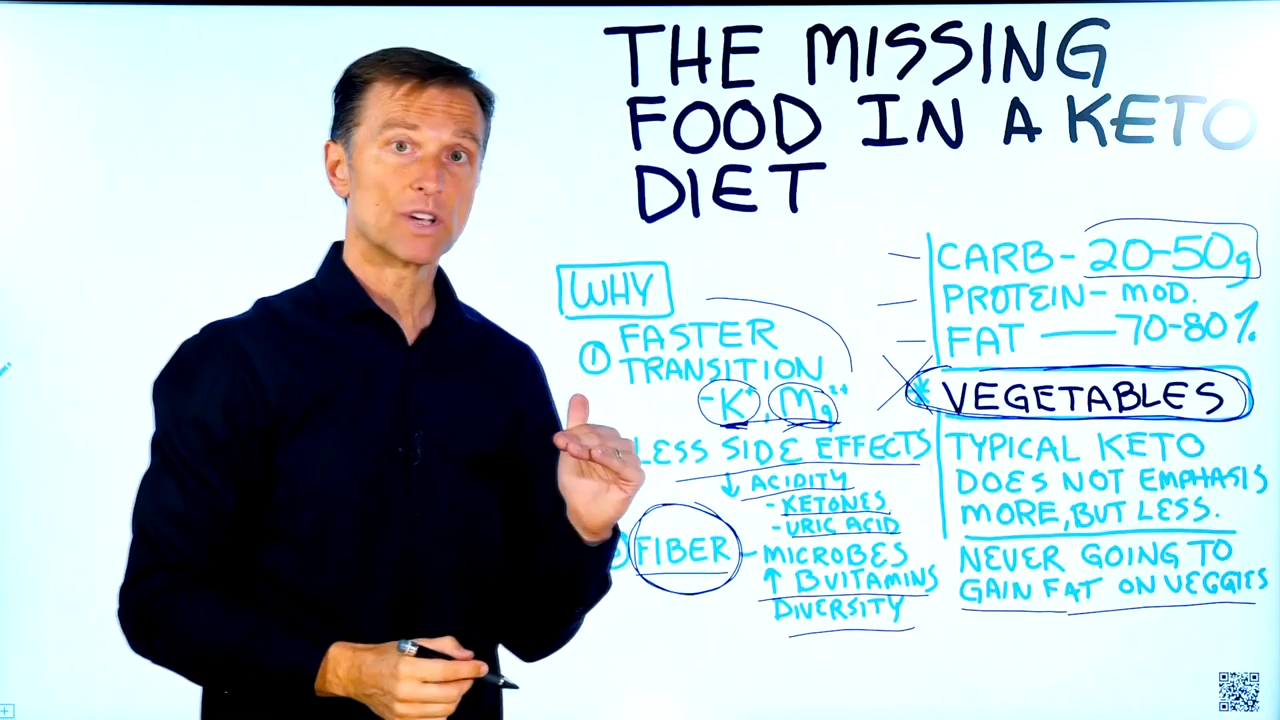 THE MISSING
FOOD IN A KETO
DIET
WHY
① FASTER
TRANSITION
-K⁺, Mg²⁺
LESS SIDE EFFECTS
↓ ACIDITY
- KETONES
- URIC ACID
FIBER - MICROBES
↑ B VITAMINS
DIVERSITY
CARB - 20-50g
PROTEIN - MOD.
FAT — 70-80%
* VEGETABLES
TYPICAL KETO
DOES NOT EMPHASIS
MORE, BUT LESS.
NEVER GOING TO
GAIN FAT ON VEGGIES